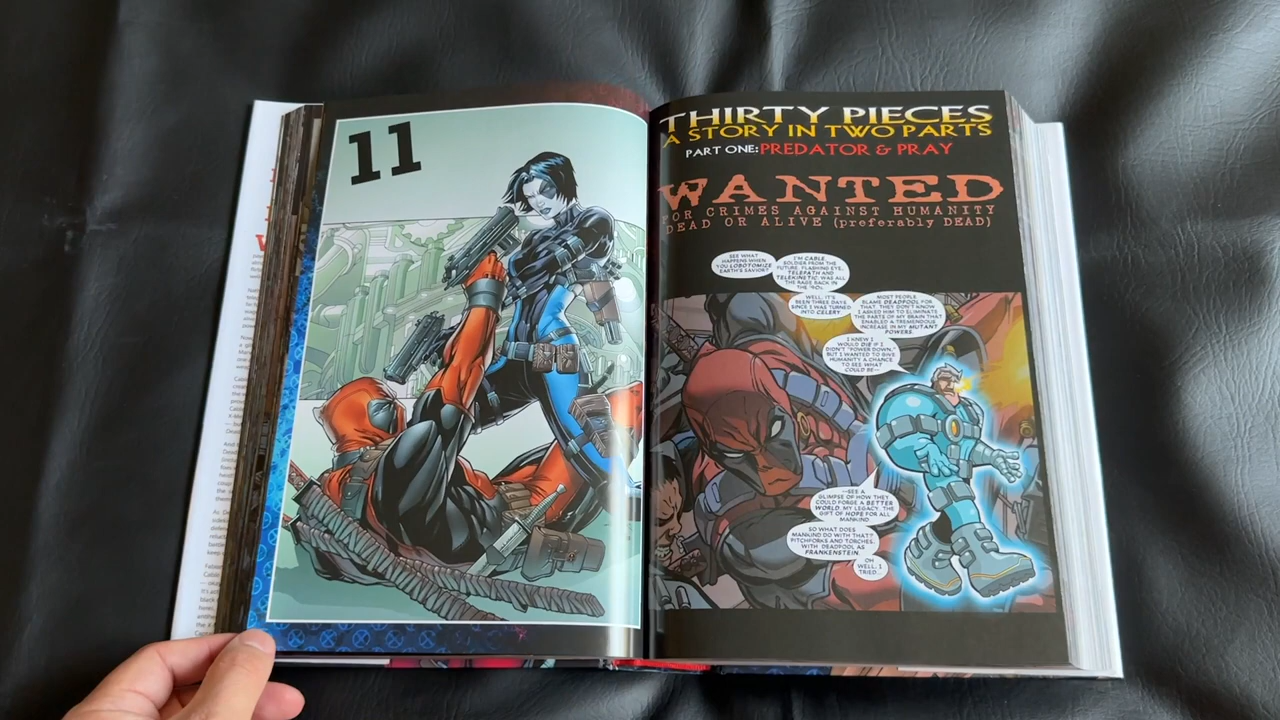 11
THIRTY PIECES
A STORY IN TWO PARTS
PART ONE: PREDATOR & PRAY
WANTED
FOR CRIMES AGAINST HUMANITY
DEAD OR ALIVE (preferably DEAD)
SEE WHAT
HAPPENS WHEN
YOU LOBOTOMIZE
EARTH'S SAVIOR?
I'M CABLE,
SOLDIER FROM THE
FUTURE. FLASHING EYE,
TELEPATH AND
TELEKINETIC WAS ALL
THE RAGE BACK IN
THE '90s.
WELL, IT'S
BEEN THREE DAYS
SINCE I WAS TURNED
INTO CELERY.
MOST PEOPLE
BLAME DEADPOOL FOR
THAT. THEY DON'T KNOW
I ASKED HIM TO ELIMINATE
THE PARTS OF MY BRAIN THAT
ENABLED A TREMENDOUS
INCREASE IN MY MUTANT
POWERS.
I KNEW I
WOULD DIE IF I
DIDN'T "POWER DOWN,"
BUT I WANTED TO GIVE
HUMANITY A CHANCE
TO SEE WHAT
COULD BE--
--SEE A
GLIMPSE OF HOW THEY
COULD FORGE A BETTER
WORLD. MY LEGACY. THE
GIFT OF HOPE FOR ALL
MANKIND.
SO WHAT DOES
MANKIND DO WITH THAT?
PITCHFORKS AND TORCHES.
WITH DEADPOOL AS
FRANKENSTEIN.
OH
WELL. I
TRIED...